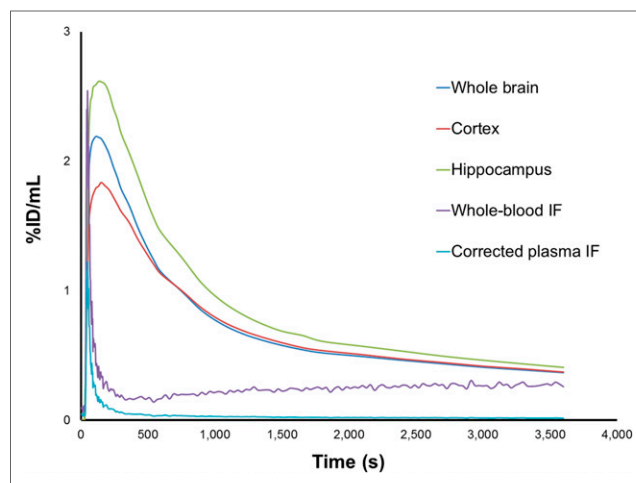 3
2
1
0
%ID/mL
Whole brain
Cortex
Hippocampus
Whole-blood IF
Corrected plasma IF
0 500 1,000 1,500 2,000 2,500 3,000 3,500 4,000
Time (s)